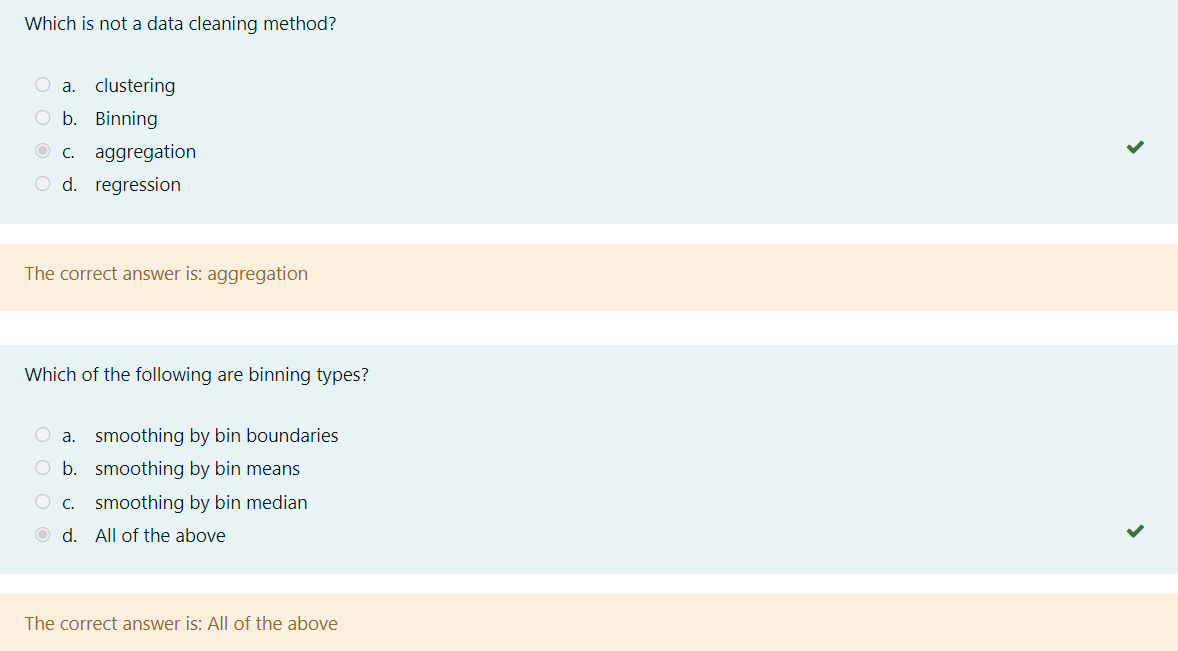 Which is not a data cleaning method?
a. clustering
b. Binning
c. aggregation
d. regression
The correct answer is: aggregation
Which of the following are binning types?
a. smoothing by bin boundaries
b. smoothing by bin means
c. smoothing by bin median
d. All of the above
The correct answer is: All of the above